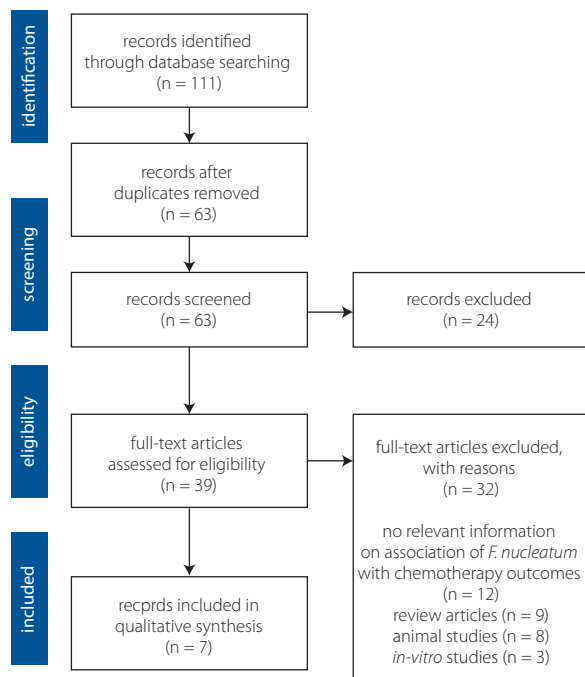 identification
records identified
through database searching
(n = 111)
records after
duplicates removed
(n = 63)
screening
records screened
(n = 63)
records excluded
(n = 24)
eligibility
full-text articles
assessed for eligibility
(n = 39)
full-text articles excluded,
with reasons
(n = 32)
no relevant information
on association of F. nucleatum
with chemotherapy outcomes
(n = 12)
review articles (n = 9)
animal studies (n = 8)
in-vitro studies (n = 3)
included
recprds included in
qualitative synthesis
(n = 7)